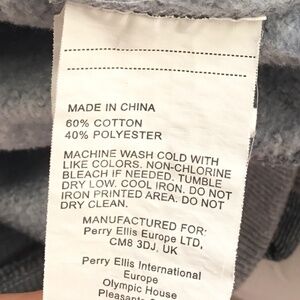 MADE IN CHINA
60% COTTON
40% POLYESTER
MACHINE WASH COLD WITH
LIKE COLORS. NON-CHLORINE
BLEACH IF NEEDED. TUMBLE
DRY LOW. COOL IRON. DO NOT
IRON PRINTED AREA. DO NOT
DRY CLEAN.
MANUFACTURED FOR:
Perry Ellis Europe LTD,
CM8 3DJ, UK
Perry Ellis International
Europe
Olympic House
Pleasants